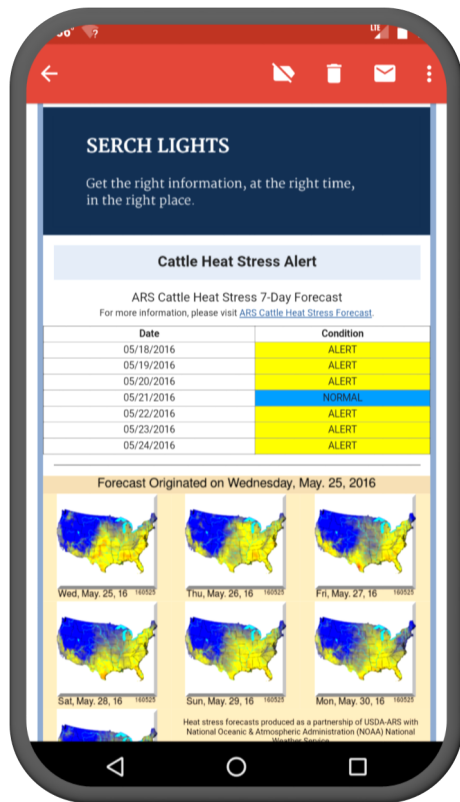 LTE
SERCH LIGHTS
Get the right information, at the right time,
in the right place.
Cattle Heat Stress Alert
ARS Cattle Heat Stress 7-Day Forecast
For more information, please visit ARS Cattle Heat Stress Forecast.
Date Condition
05/18/2016 ALERT
05/19/2016 ALERT
05/20/2016 ALERT
05/21/2016 NORMAL
05/22/2016 ALERT
05/23/2016 ALERT
05/24/2016 ALERT
Forecast Originated on Wednesday, May. 25, 2016
Wed, May. 25, 16 160525 Thu, May. 26, 16 160525 Fri, May. 27, 16 160525
Sat, May. 28, 16 160525 Sun, May. 29, 16 160525 Mon, May. 30, 16 160525
Heat stress forecasts produced as a partnership of USDA-ARS with
National Oceanic & Atmospheric Administration (NOAA) National
Weather Service